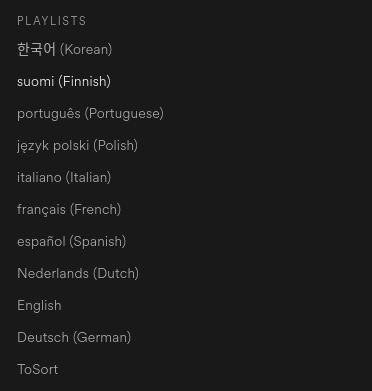 PLAYLISTS
한국어 (Korean)
suomi (Finnish)
português (Portuguese)
język polski (Polish)
italiano (Italian)
français (French)
español (Spanish)
Nederlands (Dutch)
English
Deutsch (German)
ToSort